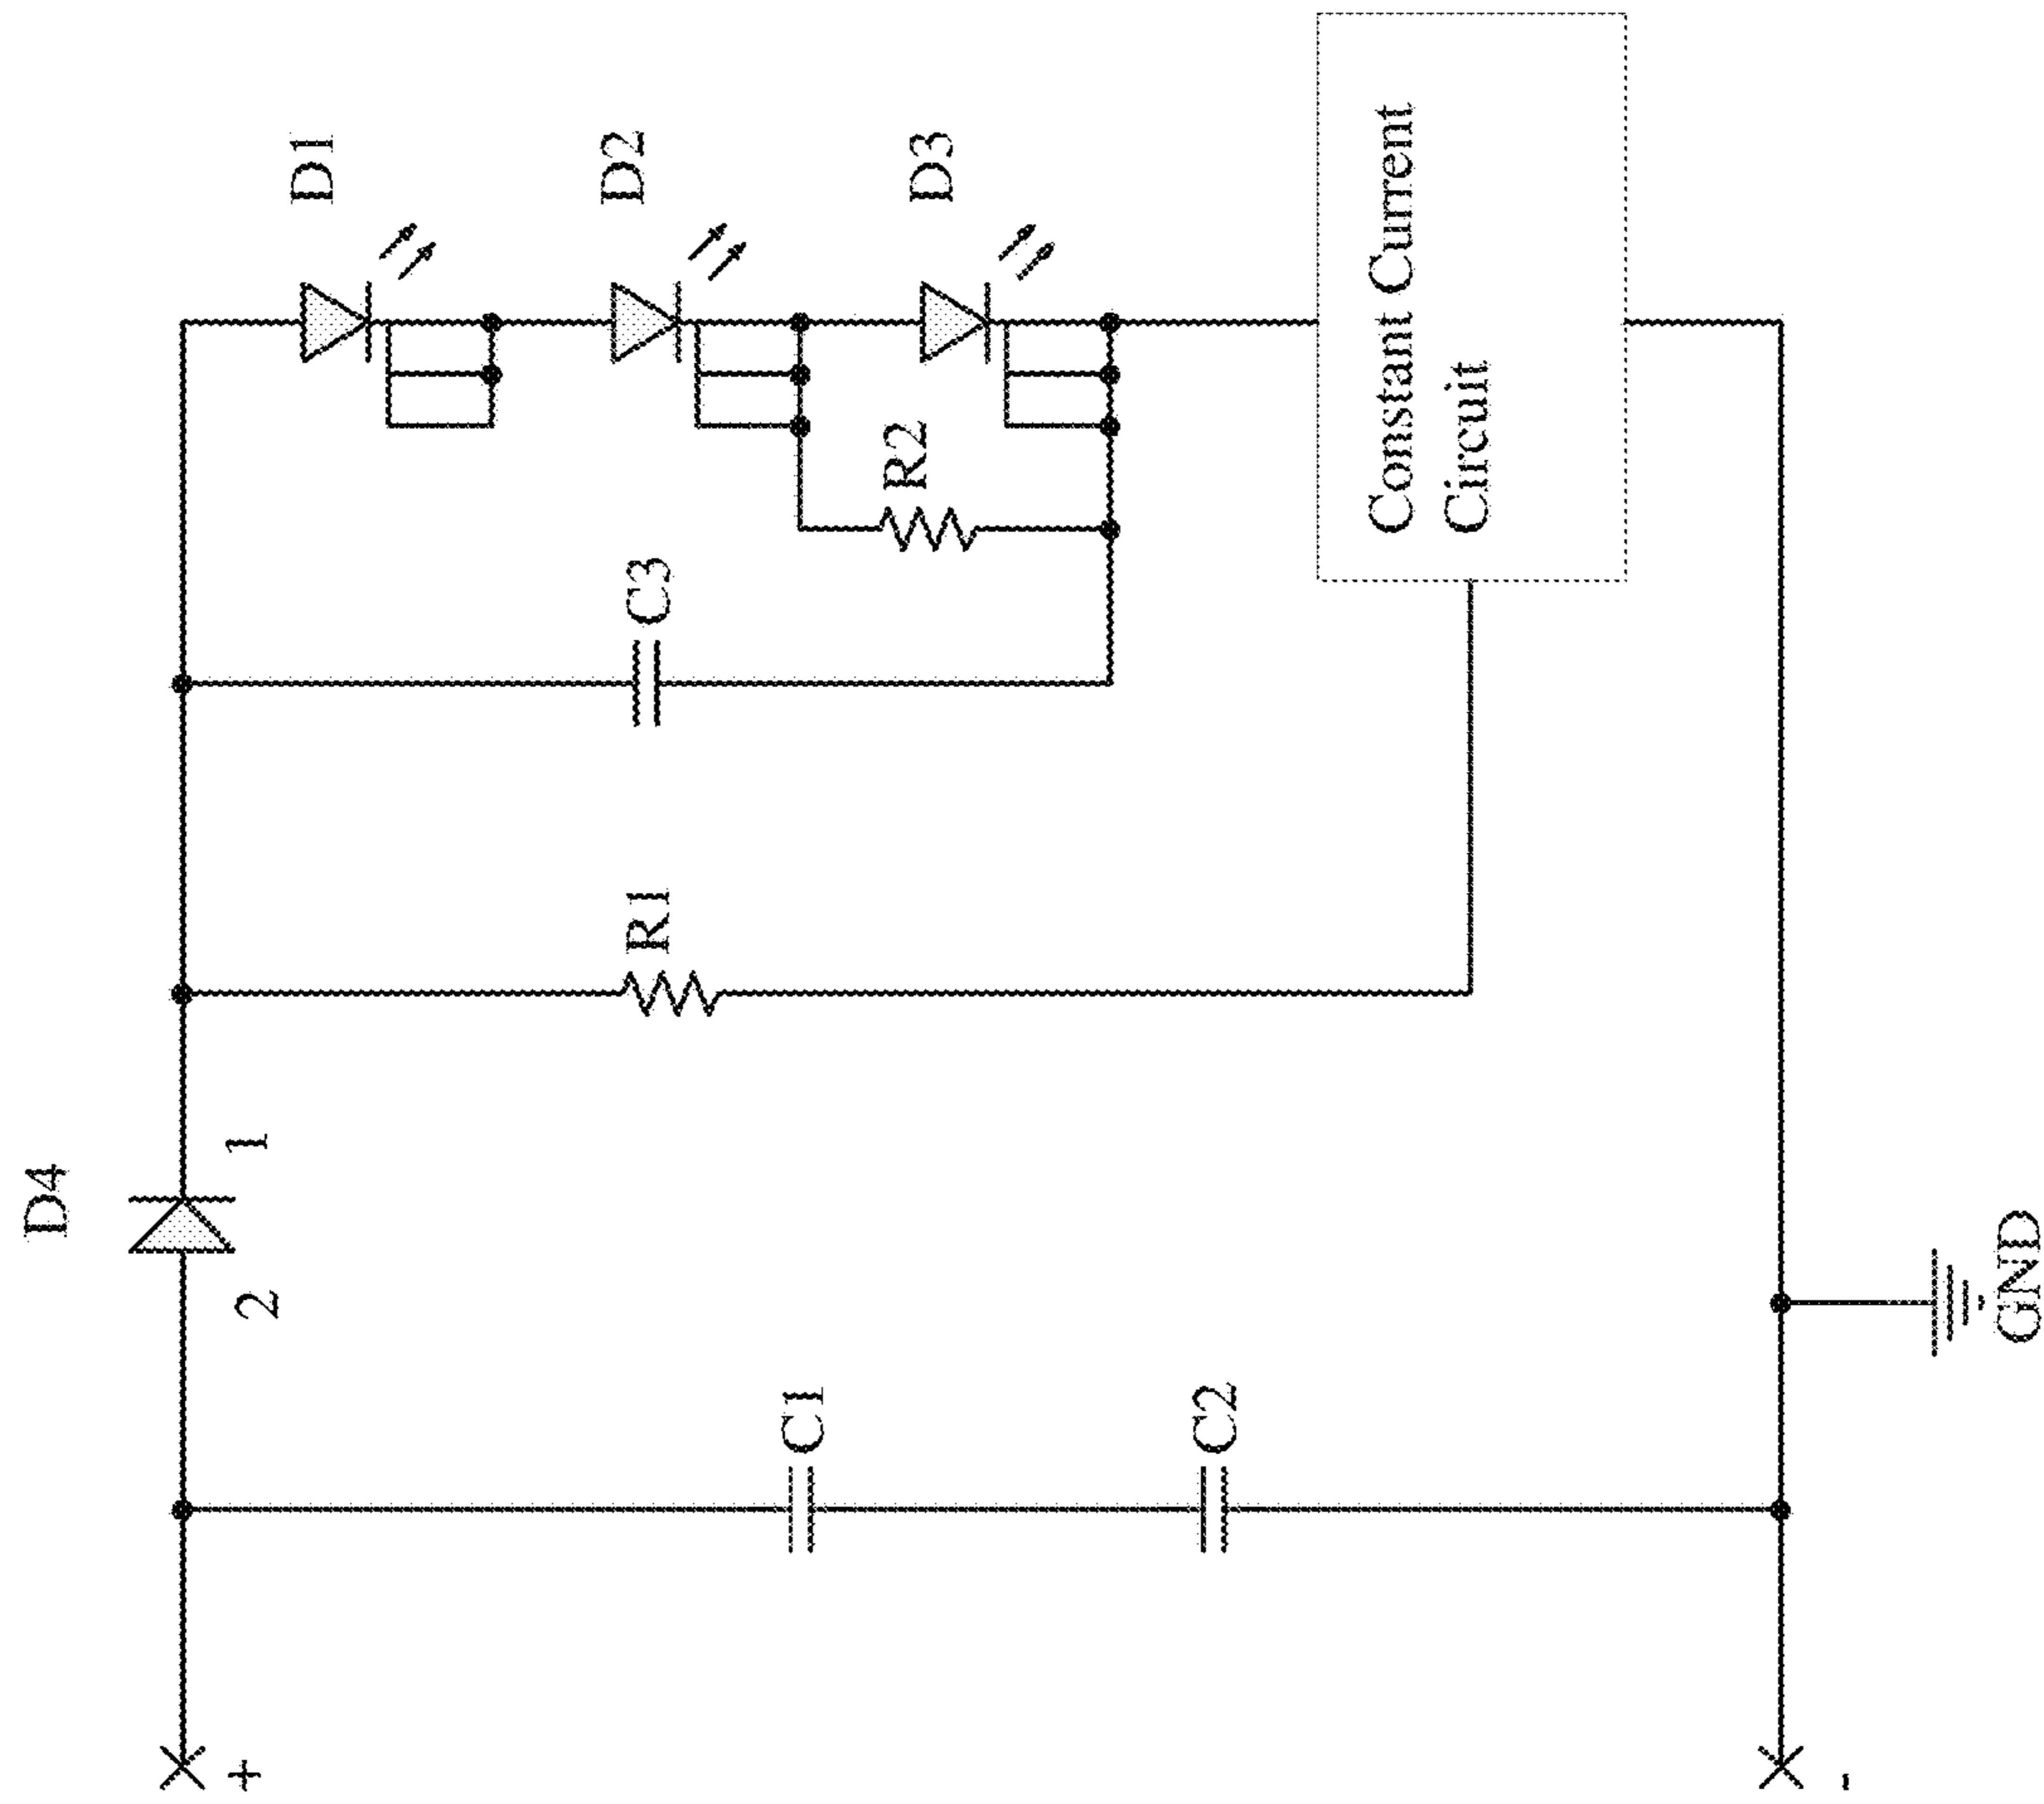 D4
2
1
+
-
C1
C2
R1
C3
R2
D1
D2
D3
Constant Current
Circuit
GND